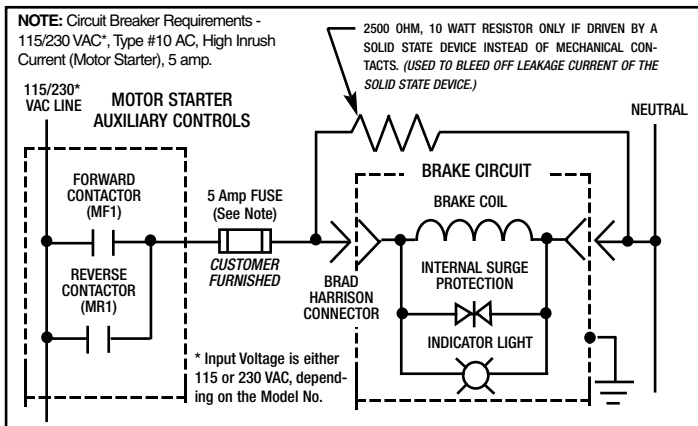 NOTE: Circuit Breaker Requirements -
115/230 VAC*, Type #10 AC, High Inrush
Current (Motor Starter), 5 amp.
2500 OHM, 10 WATT RESISTOR ONLY IF DRIVEN BY A
SOLID STATE DEVICE INSTEAD OF MECHANICAL CON-
TACTS. (USED TO BLEED OFF LEAKAGE CURRENT OF THE
SOLID STATE DEVICE.)
115/230*
VAC LINE
MOTOR STARTER
AUXILIARY CONTROLS
NEUTRAL
FORWARD
CONTACTOR
(MF1)
5 Amp FUSE
(See Note)
CUSTOMER
FURNISHED
BRAKE CIRCUIT
BRAKE COIL
REVERSE
CONTACTOR
(MR1)
BRAD
HARRISON
CONNECTOR
INTERNAL SURGE
PROTECTION
INDICATOR LIGHT
* Input Voltage is either
115 or 230 VAC, depend-
ing on the Model No.